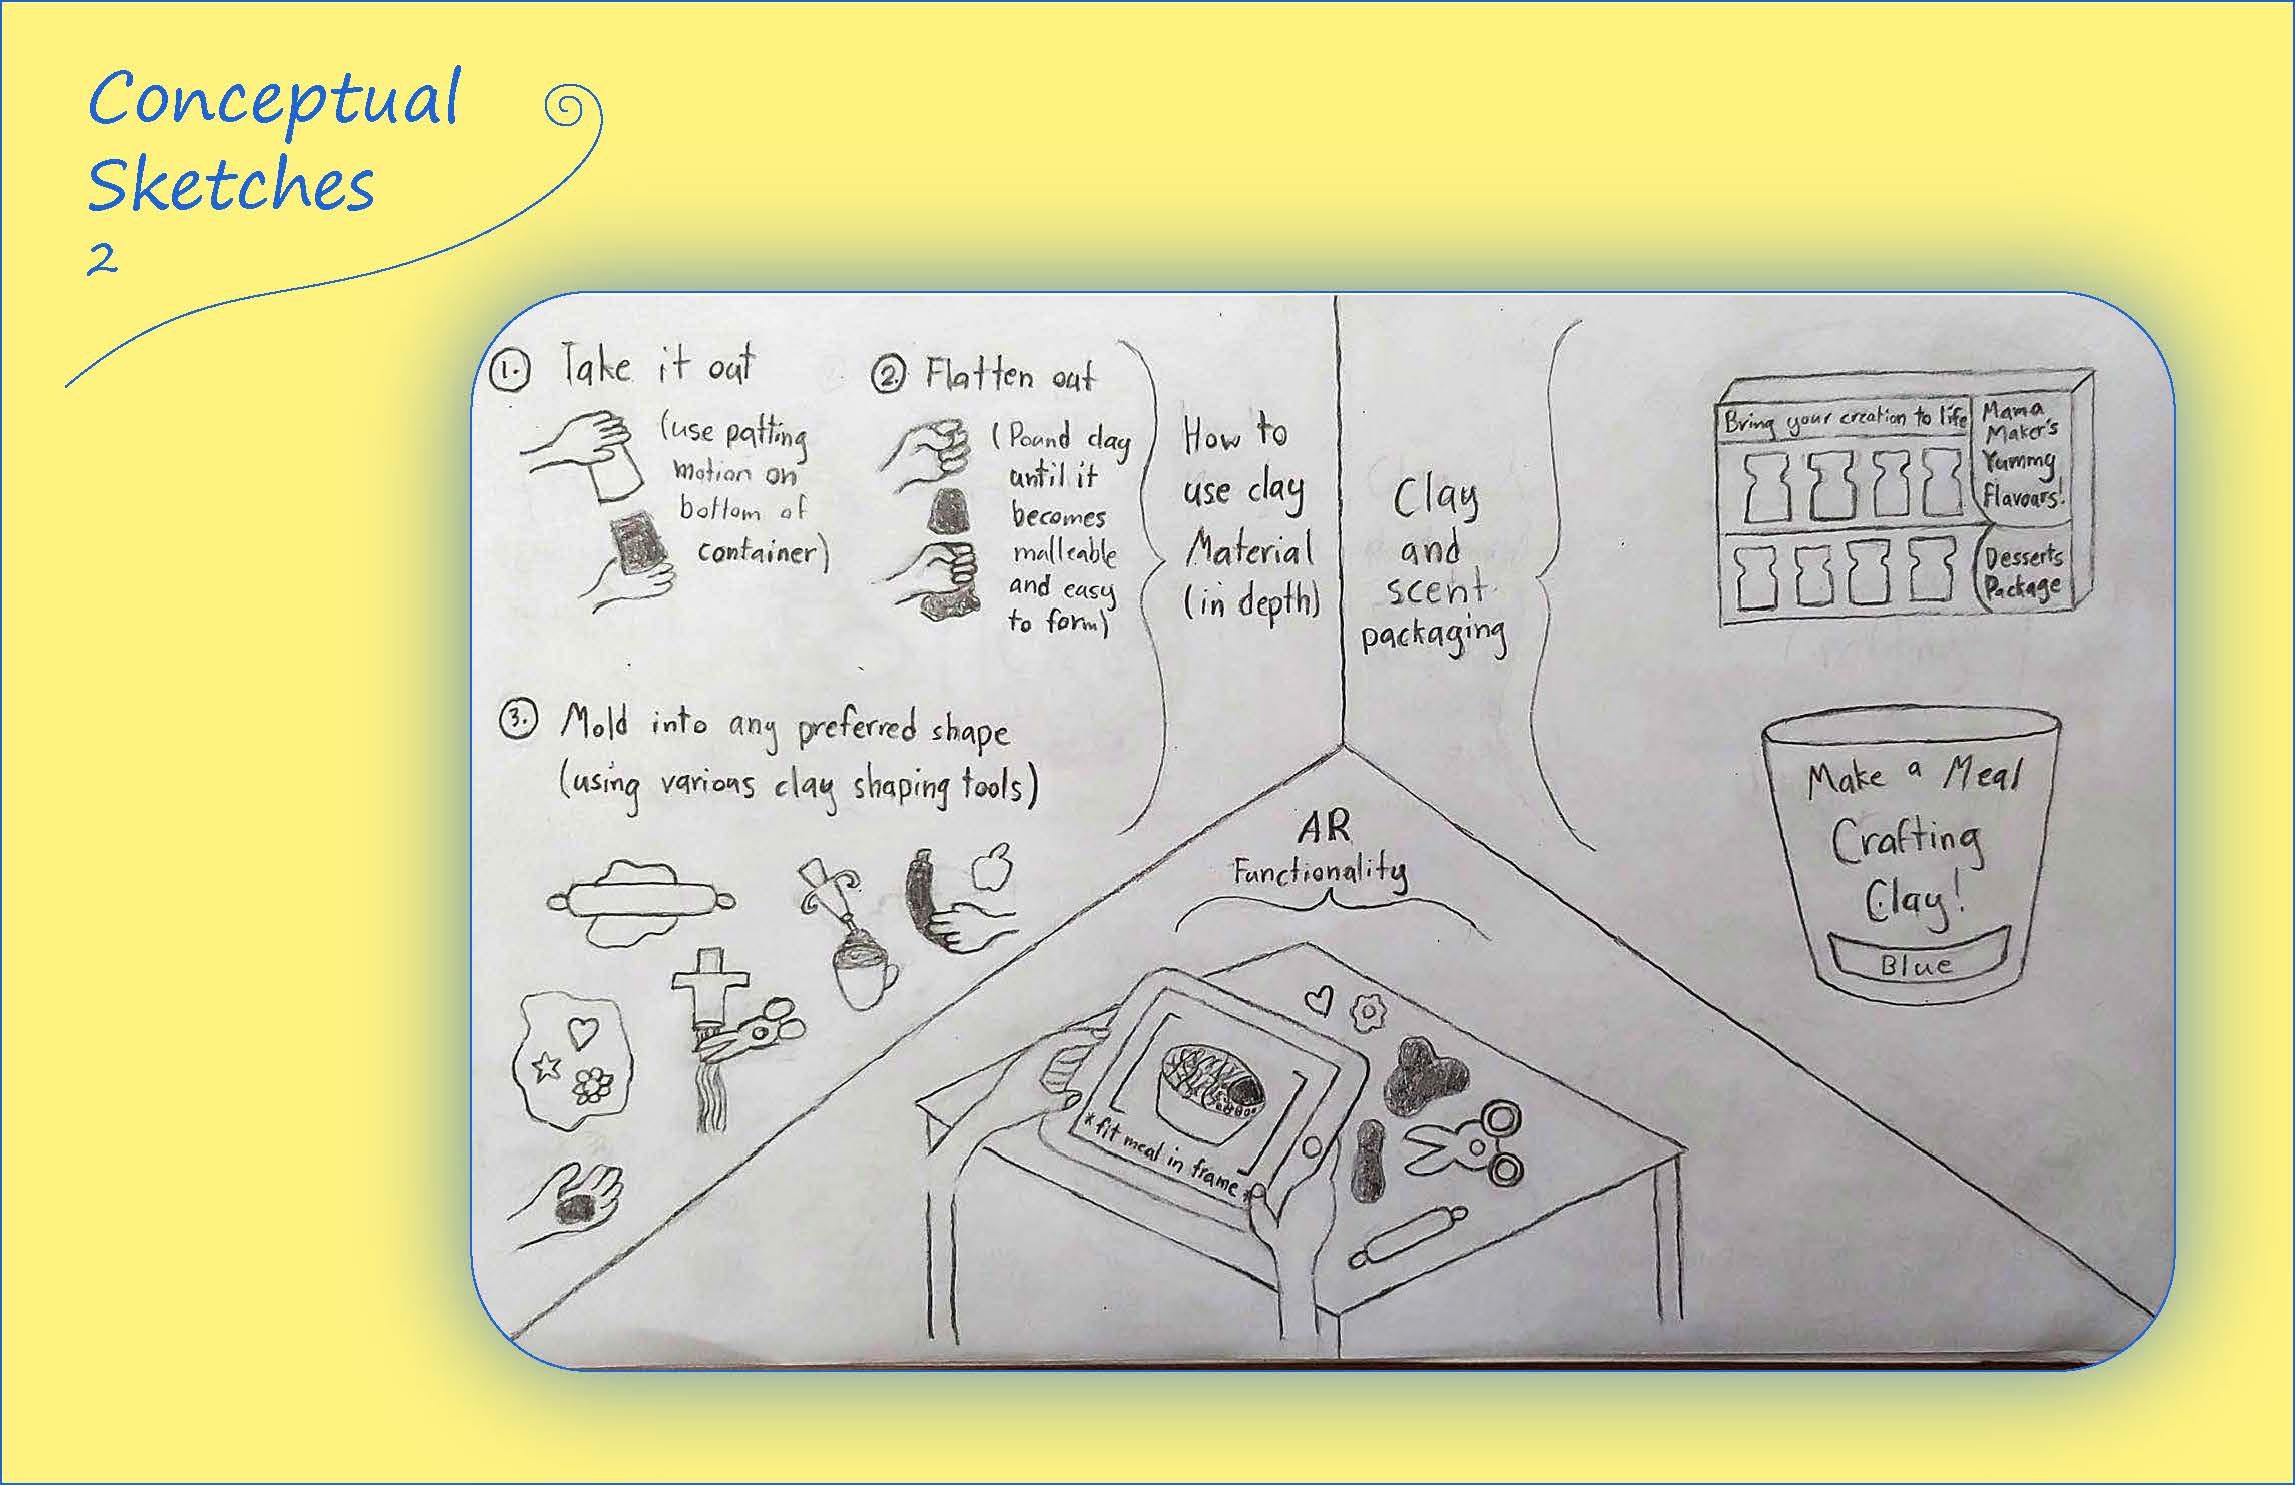 Conceptual
Sketches
2
1. Take it out
(use patting
motion on
bottom of
container)
2. Flatten out
(Pound clay
until it
becomes
malleable
and easy
to form)
3. Mold into any preferred shape
(using various clay shaping tools)
How to
use clay
Material
(in depth)
Clay
and
scent
packaging
Bring your creation to life
Mama
Maker's
Yummy
Flavours!
Desserts
Package
Make a Meal
Crafting
Clay!
Blue
AR
Functionality
*fit meal in frame*